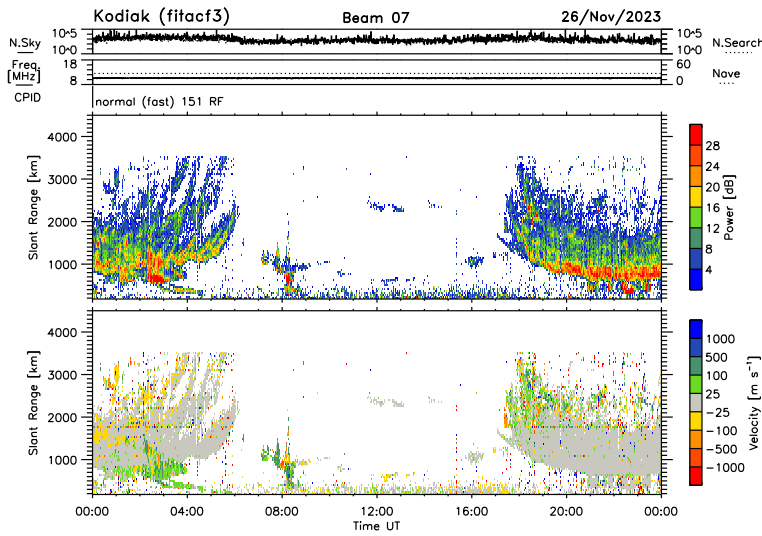 Kodiak (fitacf3) Beam 07 26/Nov/2023
N.Sky 10+5 10+0 10+5 10+0 N.Search
Freq. [MHz] 18 8 60 0 Nave
CPID normal (fast) 151 RF
Slant Range [km] 4000 3000 2000 1000
28 24 20 16 12 8 4 Power [dB]
Slant Range [km] 4000 3000 2000 1000
1000 500 100 25 -25 -100 -500 -1000 Velocity [m s⁻¹]
00:00 04:00 08:00 12:00 16:00 20:00 00:00
Time UT